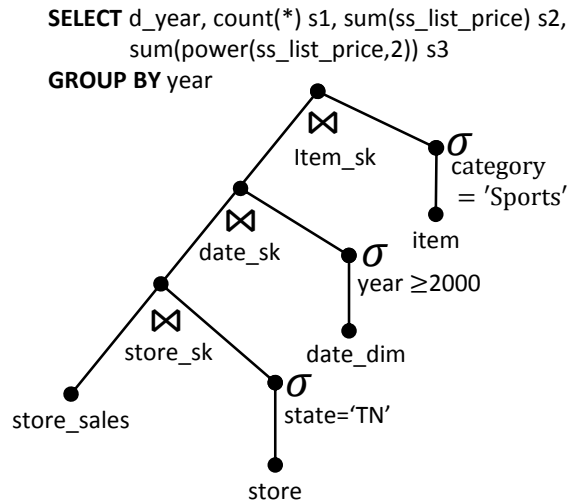 SELECT d_year, count(*) s1, sum(ss_list_price) s2,
sum(power(ss_list_price,2)) s3
GROUP BY year
⋈
Item_sk
σ
category
= 'Sports'
item
⋈
date_sk
σ
year ≥2000
date_dim
⋈
store_sk
store_sales
σ
state=‘TN’
store